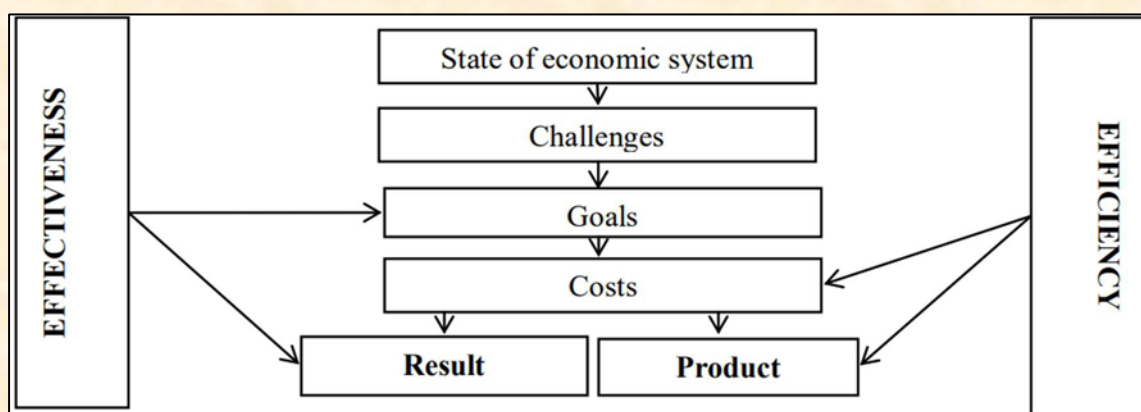 EFFECTIVENESS
State of economic system
Challenges
Goals
Costs
Result
Product
EFFICIENCY